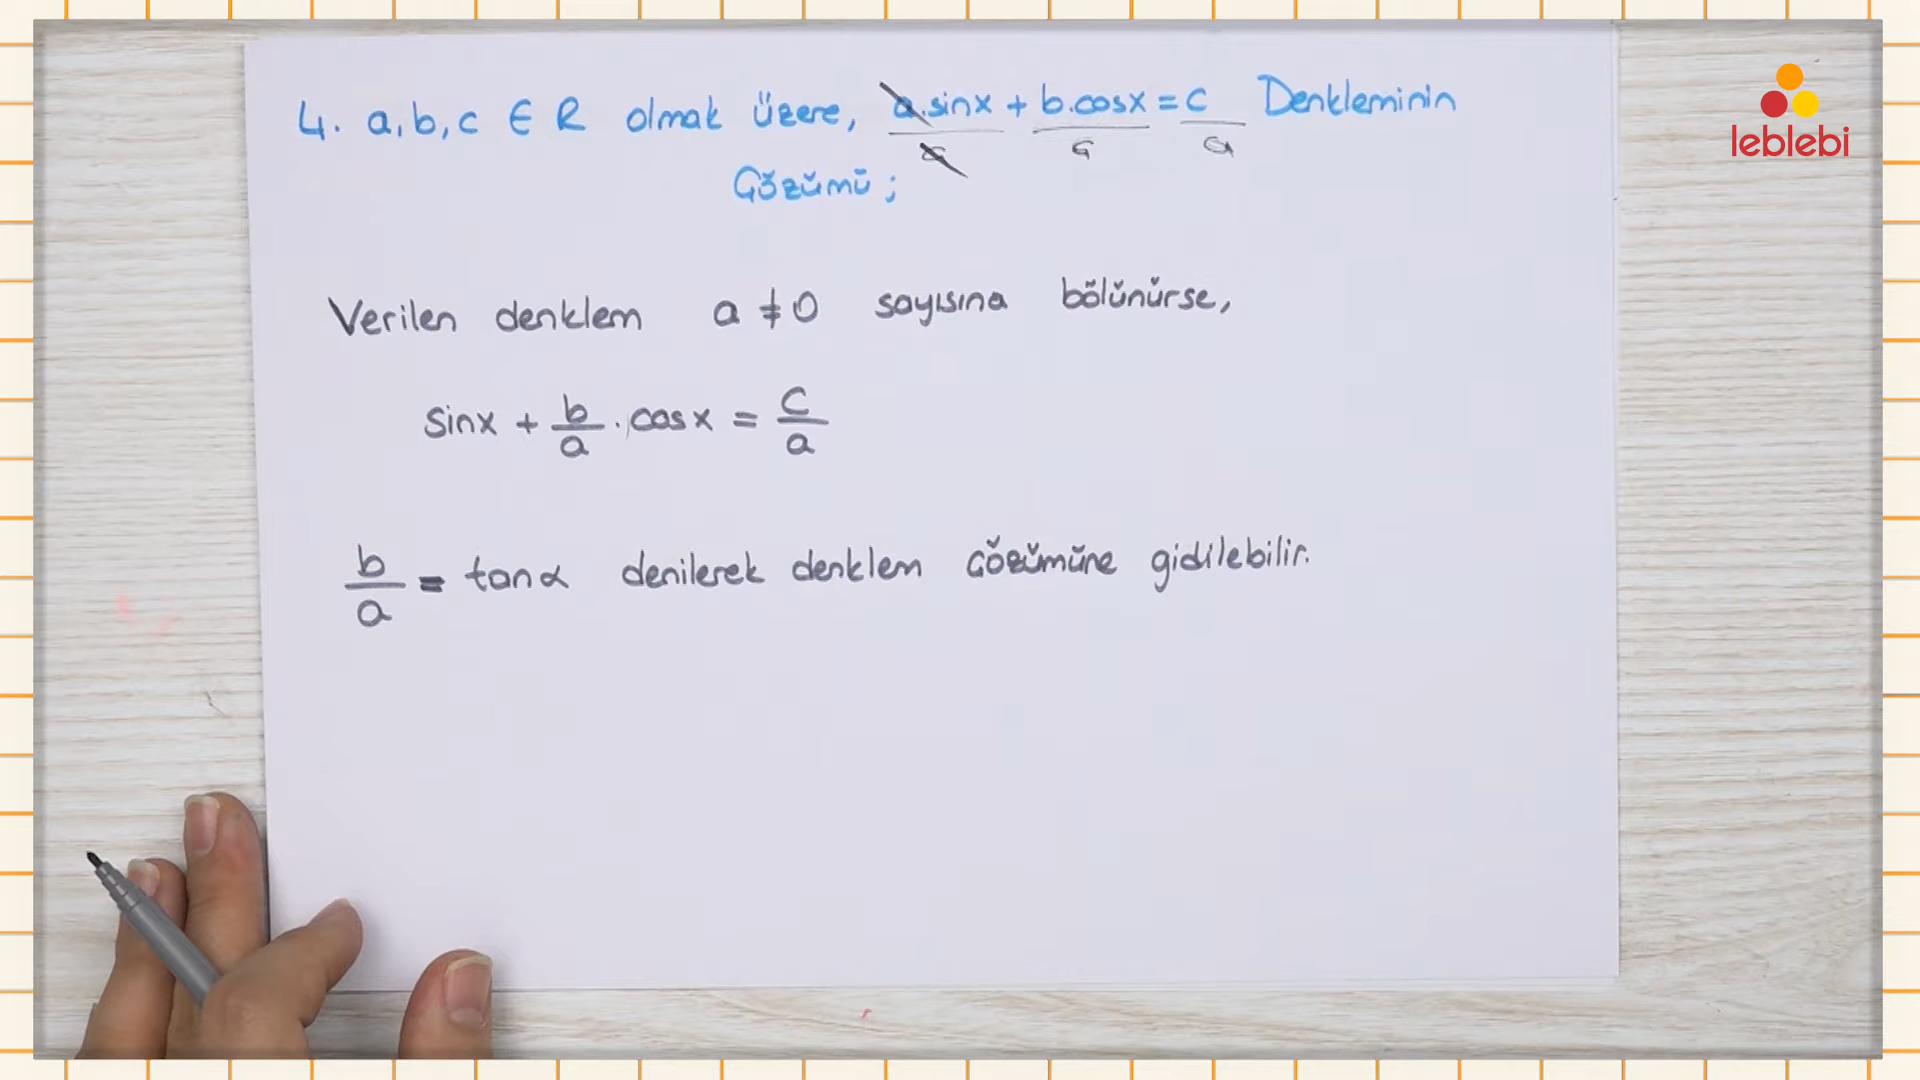 4. a,b,c ∈ R olmak üzere, a.sinx/a + b.cosx/a = c/a Denkleminin
Çözümü;
Verilen denklem a ≠ 0 sayısına bölünürse,
sinx + b/a . cosx = c/a
b/a = tanα denilerek denklem çözümüne gidilebilir.
leblebi